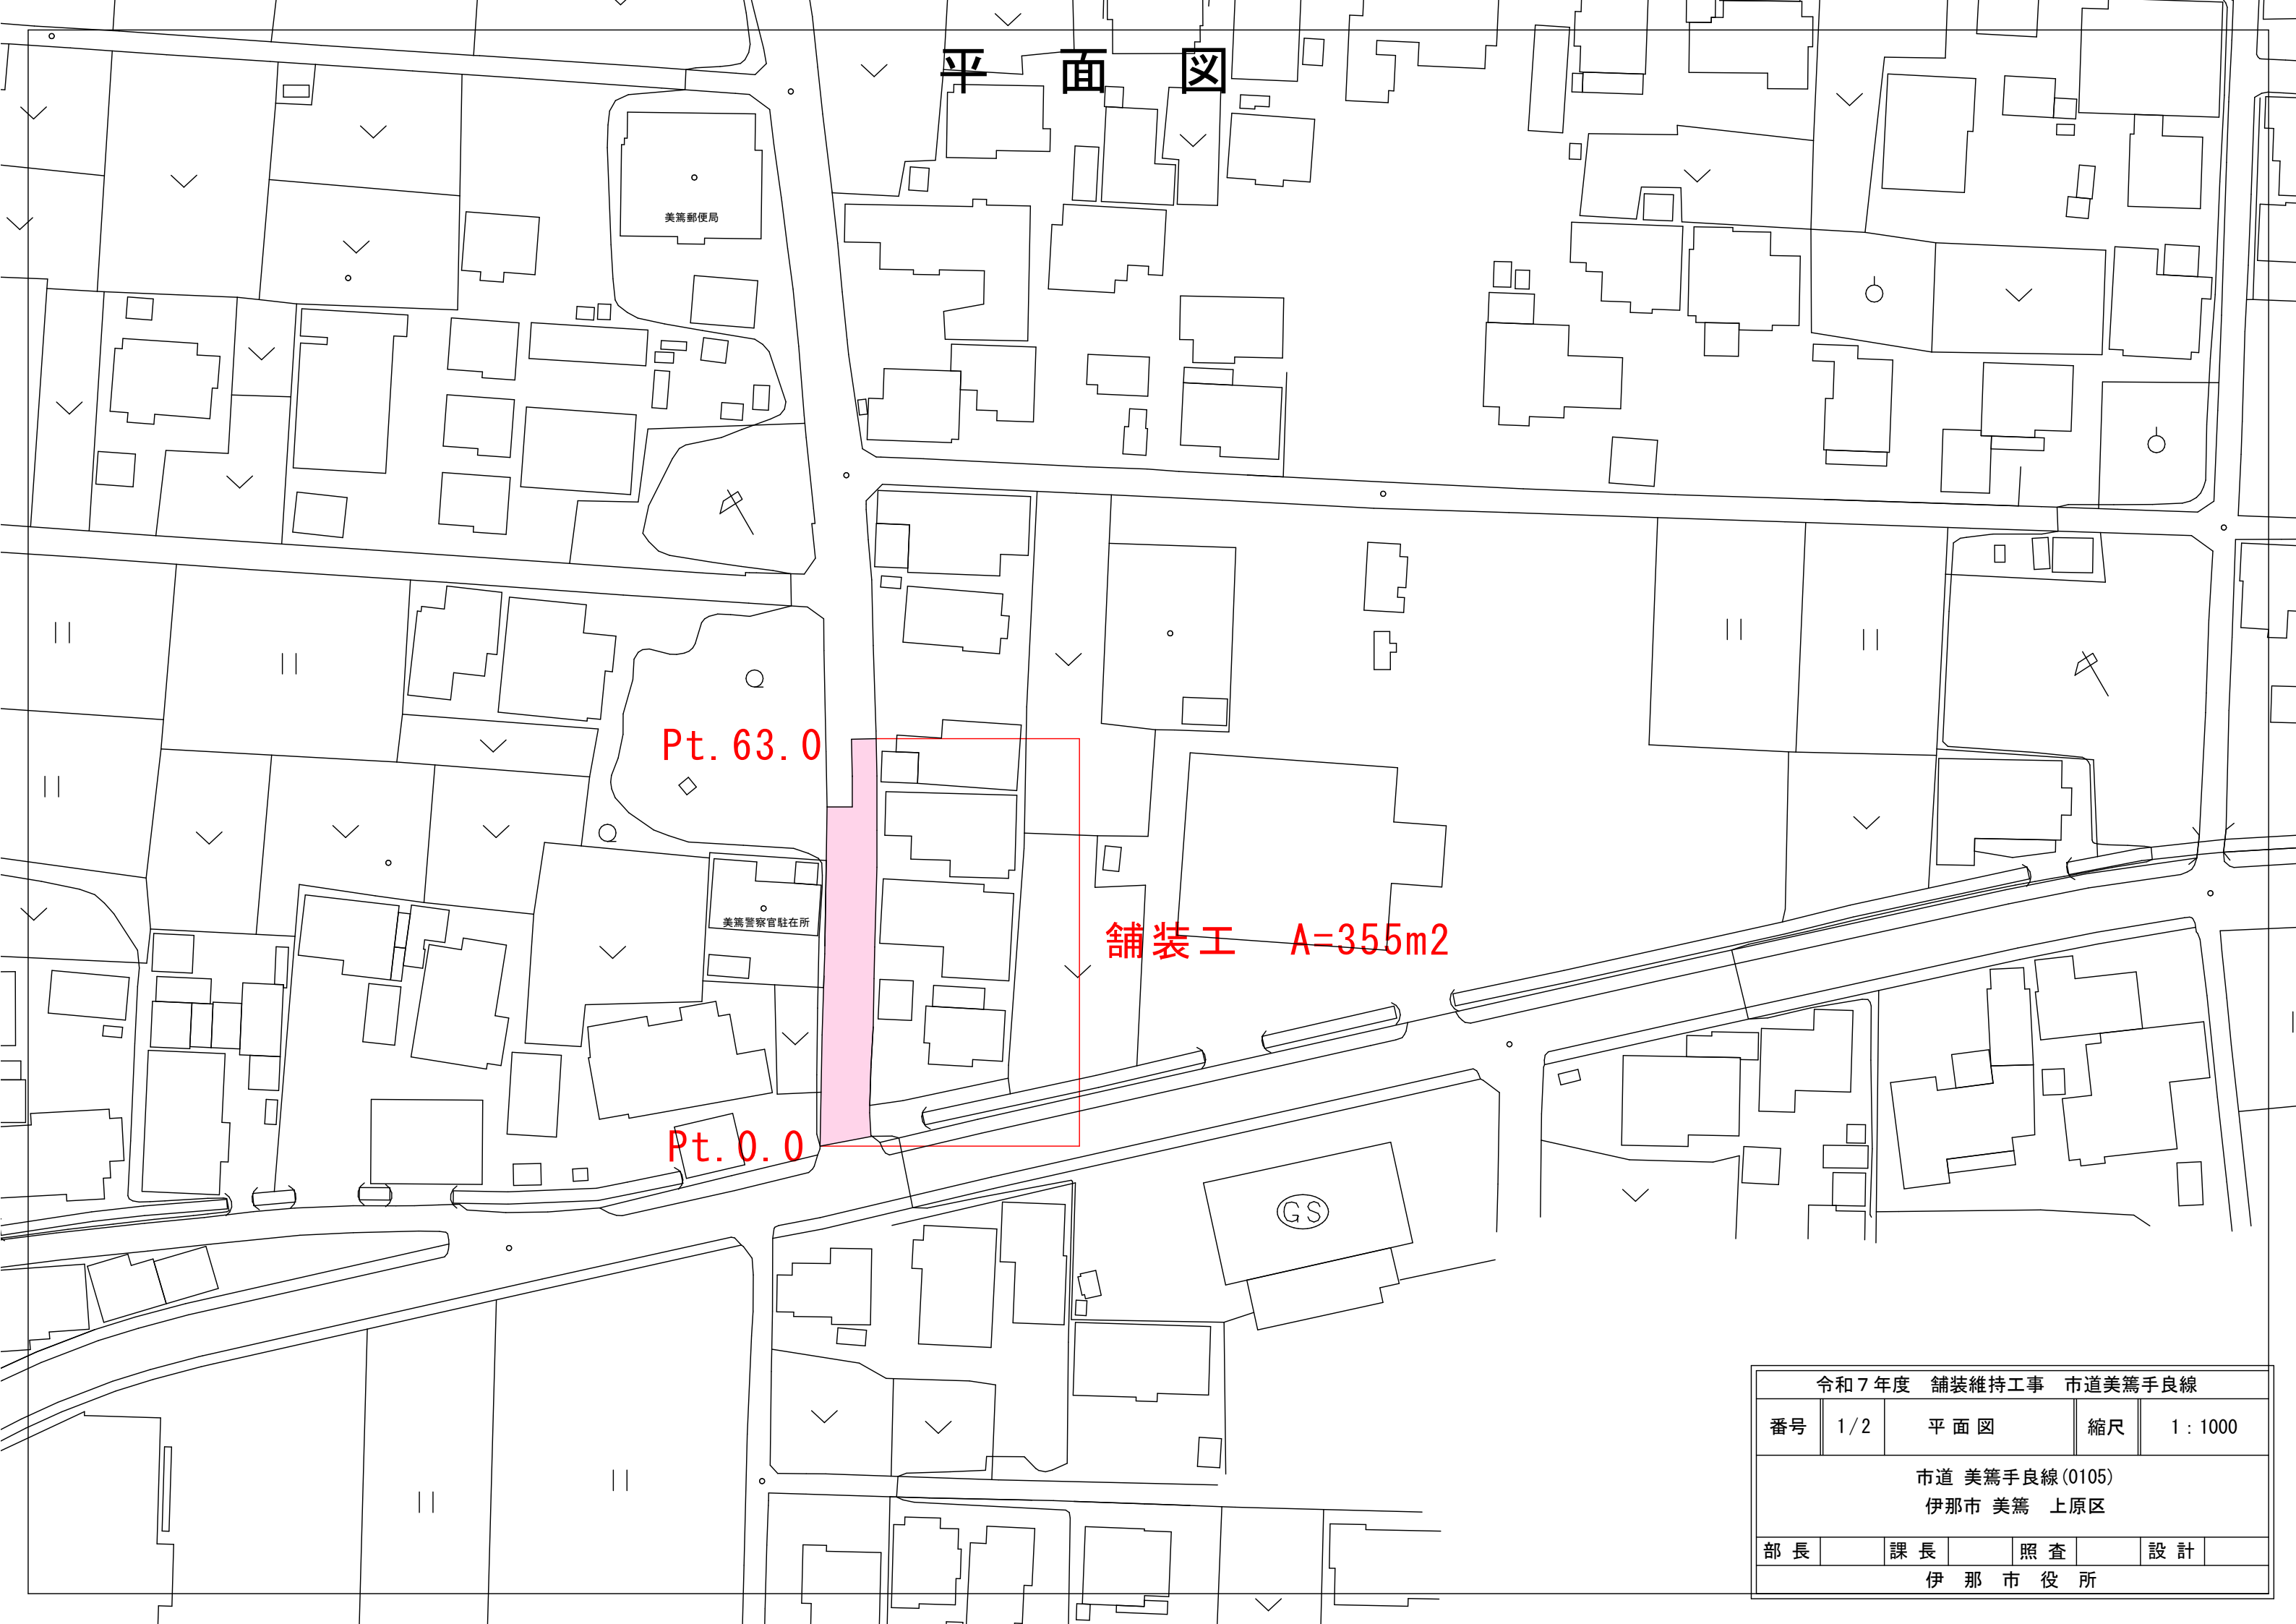 平 面 図
美篶郵便局
Pt.63.0
美篶警察官駐在所
舗装工 A=355m2
Pt.0.0
GS
令和7年度 舗装維持工事 市道美篶手良線
番号 1/2 平面図 縮尺 1:1000
市道 美篶手良線(0105)
伊那市 美篶 上原区
部長 課長 照査 設計
伊那市役所